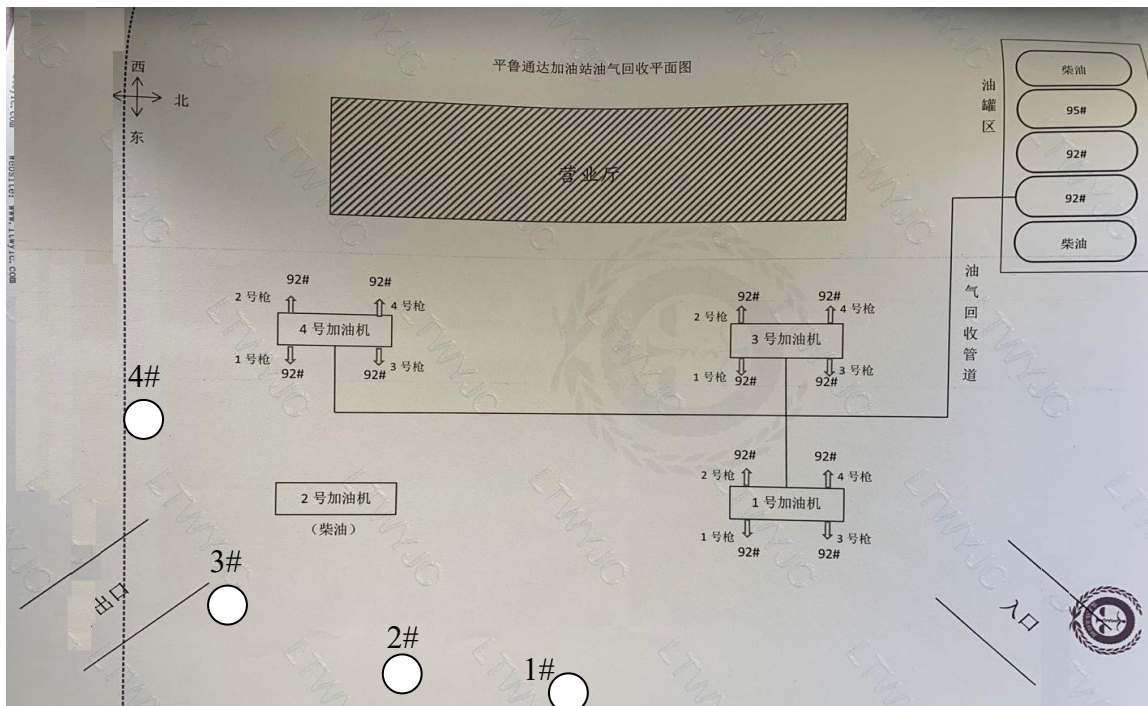 平鲁通达加油站油气回收平面图
西
北
东
营业厅
油罐区
柴油
95#
92#
92#
柴油
油气回收管道
92#
92#
2 号枪
4 号枪
4 号加油机
1 号枪
3 号枪
92#
92#
92#
92#
2 号枪
4 号枪
3 号加油机
1 号枪
3 号枪
92#
92#
4#
92#
92#
2 号枪
4 号枪
1 号加油机
1 号枪
3 号枪
92#
92#
2 号加油机
（柴油）
3#
出口
入口
2#
1#
LTWYJC
LTWYJC
LTWYJC
LTWYJC
LTWYJC
LTWYJC